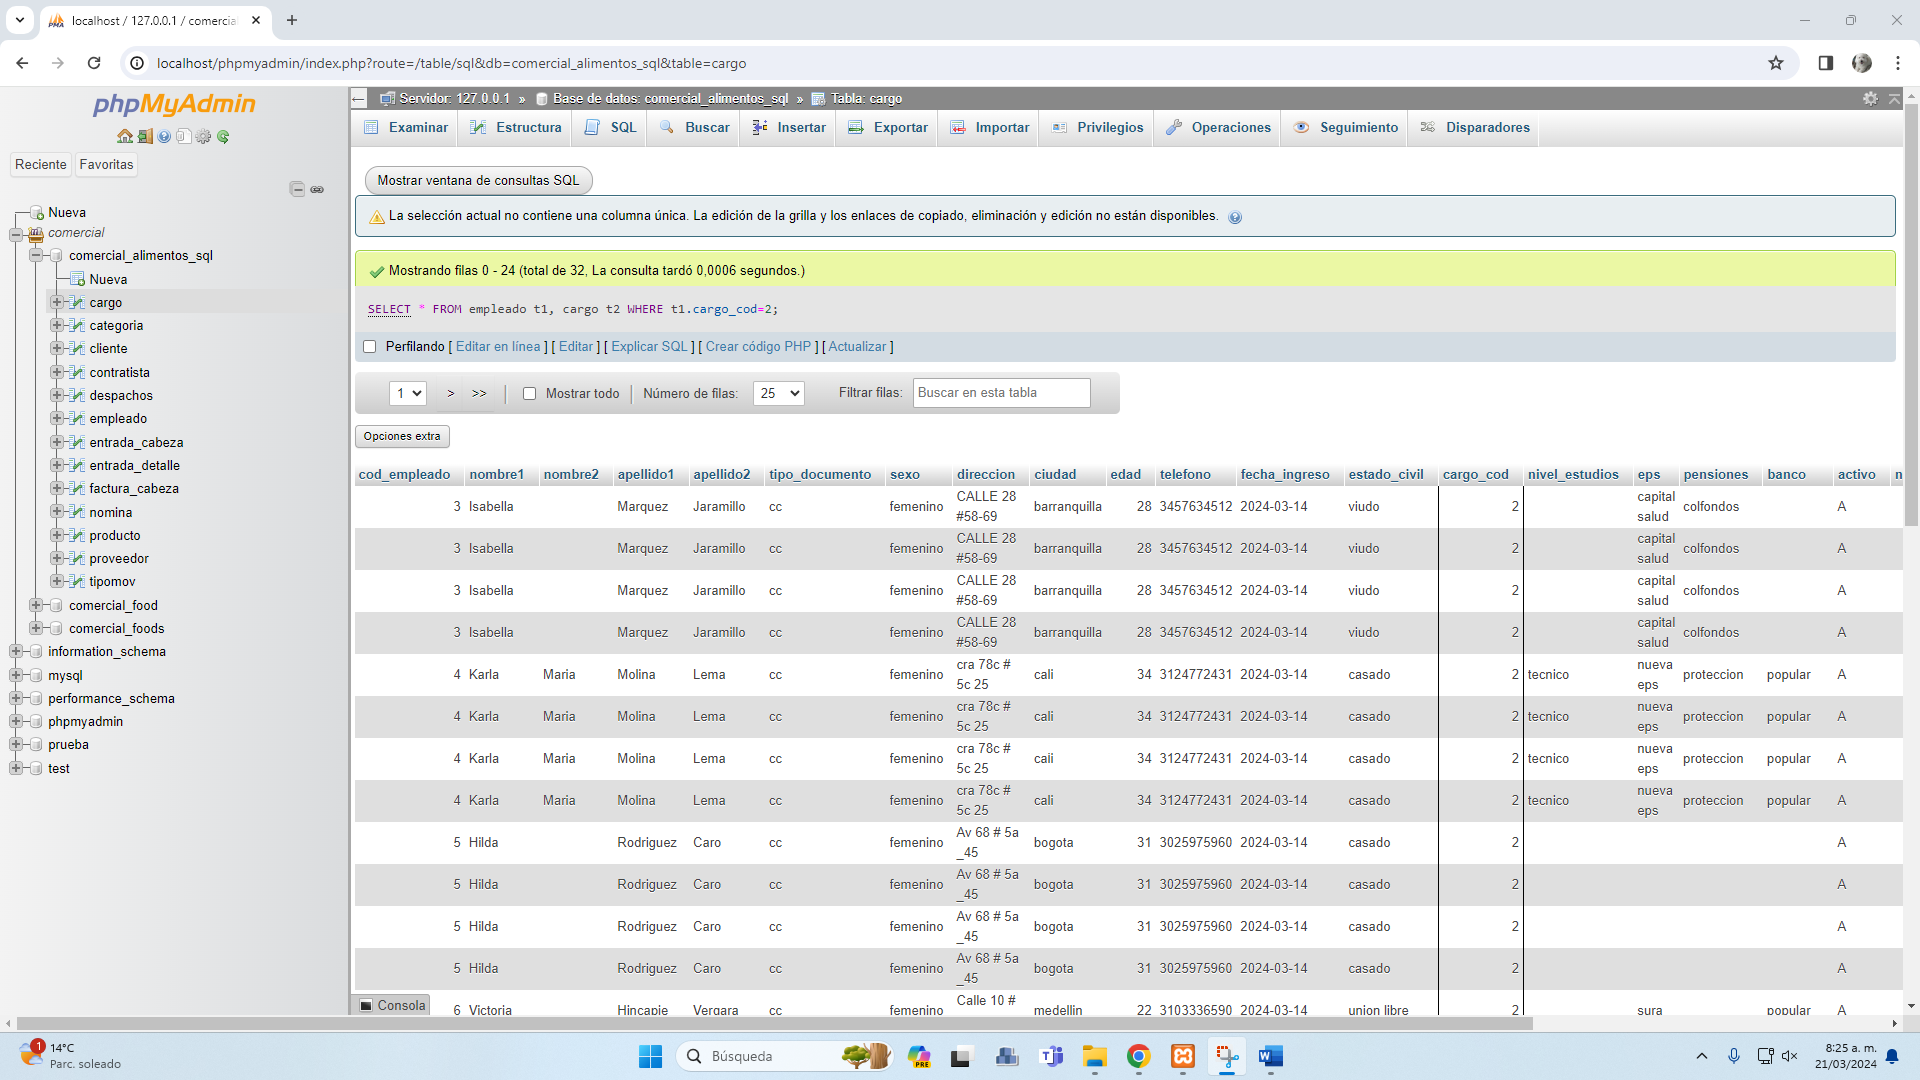 localhost / 127.0.0.1 / comercia
localhost/phpmyadmin/index.php?route=/table/sql&db=comercial_alimentos_sql&table=cargo
phpMyAdmin
Reciente Favoritas
Nueva
comercial
comercial_alimentos_sql
Nueva
cargo
categoria
cliente
contratista
despachos
empleado
entrada_cabeza
entrada_detalle
factura_cabeza
nomina
producto
proveedor
tipomov
comercial_food
comercial_foods
information_schema
mysql
performance_schema
phpmyadmin
prueba
test
Servidor: 127.0.0.1 » Base de datos: comercial_alimentos_sql » Tabla: cargo
Examinar Estructura SQL Buscar Insertar Exportar Importar Privilegios Operaciones Seguimiento Disparadores
Mostrar ventana de consultas SQL
La selección actual no contiene una columna única. La edición de la grilla y los enlaces de copiado, eliminación y edición no están disponibles.
Mostrando filas 0 - 24 (total de 32, La consulta tardó 0,0006 segundos.)
SELECT * FROM empleado t1, cargo t2 WHERE t1.cargo_cod=2;
Perfilando [ Editar en línea ] [ Editar ] [ Explicar SQL ] [ Crear código PHP ] [ Actualizar ]
1 > >> | Mostrar todo | Número de filas: 25 Filtrar filas: Buscar en esta tabla
Opciones extra
cod_empleado nombre1 nombre2 apellido1 apellido2 tipo_documento sexo direccion ciudad edad telefono fecha_ingreso estado_civil cargo_cod nivel_estudios eps pensiones banco activo n
3 Isabella Marquez Jaramillo cc femenino CALLE 28 #58-69 barranquilla 28 3457634512 2024-03-14 viudo 2 capital salud colfondos A
3 Isabella Marquez Jaramillo cc femenino CALLE 28 #58-69 barranquilla 28 3457634512 2024-03-14 viudo 2 capital salud colfondos A
3 Isabella Marquez Jaramillo cc femenino CALLE 28 #58-69 barranquilla 28 3457634512 2024-03-14 viudo 2 capital salud colfondos A
3 Isabella Marquez Jaramillo cc femenino CALLE 28 #58-69 barranquilla 28 3457634512 2024-03-14 viudo 2 capital salud colfondos A
4 Karla Maria Molina Lema cc femenino cra 78c # 5c 25 cali 34 3124772431 2024-03-14 casado 2 tecnico nueva eps proteccion popular A
4 Karla Maria Molina Lema cc femenino cra 78c # 5c 25 cali 34 3124772431 2024-03-14 casado 2 tecnico nueva eps proteccion popular A
4 Karla Maria Molina Lema cc femenino cra 78c # 5c 25 cali 34 3124772431 2024-03-14 casado 2 tecnico nueva eps proteccion popular A
4 Karla Maria Molina Lema cc femenino cra 78c # 5c 25 cali 34 3124772431 2024-03-14 casado 2 tecnico nueva eps proteccion popular A
5 Hilda Rodriguez Caro cc femenino Av 68 # 5a _45 bogota 31 3025975960 2024-03-14 casado 2 A
5 Hilda Rodriguez Caro cc femenino Av 68 # 5a _45 bogota 31 3025975960 2024-03-14 casado 2 A
5 Hilda Rodriguez Caro cc femenino Av 68 # 5a _45 bogota 31 3025975960 2024-03-14 casado 2 A
5 Hilda Rodriguez Caro cc femenino Av 68 # 5a _45 bogota 31 3025975960 2024-03-14 casado 2 A
6 Victoria Hincapie Vergara cc femenino Calle 10 # medellin 22 3103336590 2024-03-14 union libre 2 sura popular A
Consola
1
14°C
Parc. soleado
Búsqueda
PRE
8:25 a. m.
21/03/2024